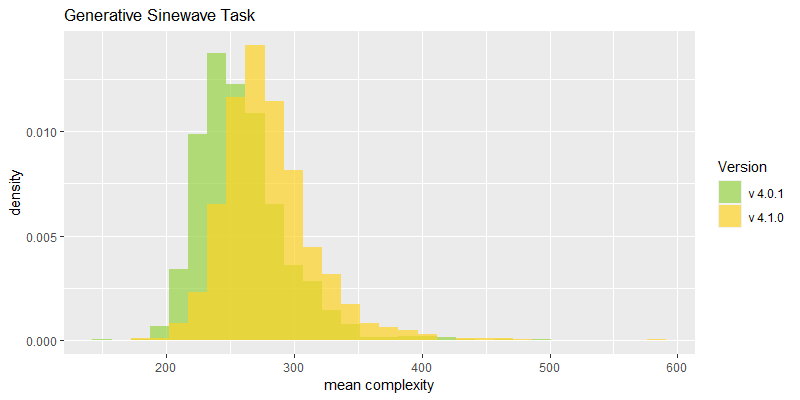 Generative Sinewave Task
density
0.010
0.005
0.000
200
300
400
500
600
mean complexity
Version
v 4.0.1
v 4.1.0